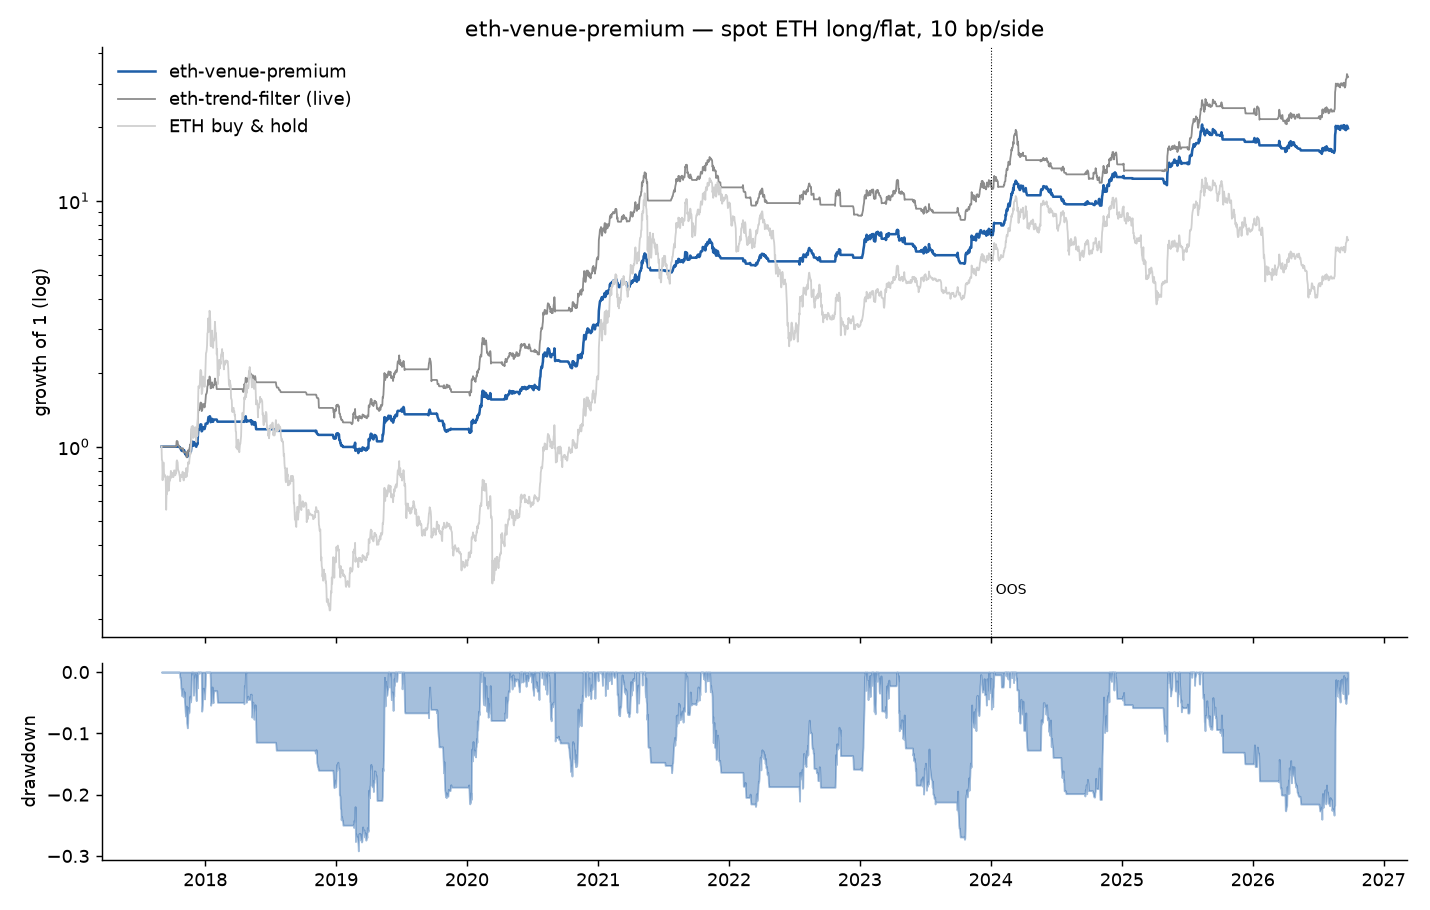 eth-venue-premium — spot ETH long/flat, 10 bp/side
eth-venue-premium
eth-trend-filter (live)
ETH buy & hold
growth of 1 (log)
10¹
10⁰
OOS
drawdown
0.0
−0.1
−0.2
−0.3
2018 2019 2020 2021 2022 2023 2024 2025 2026 2027